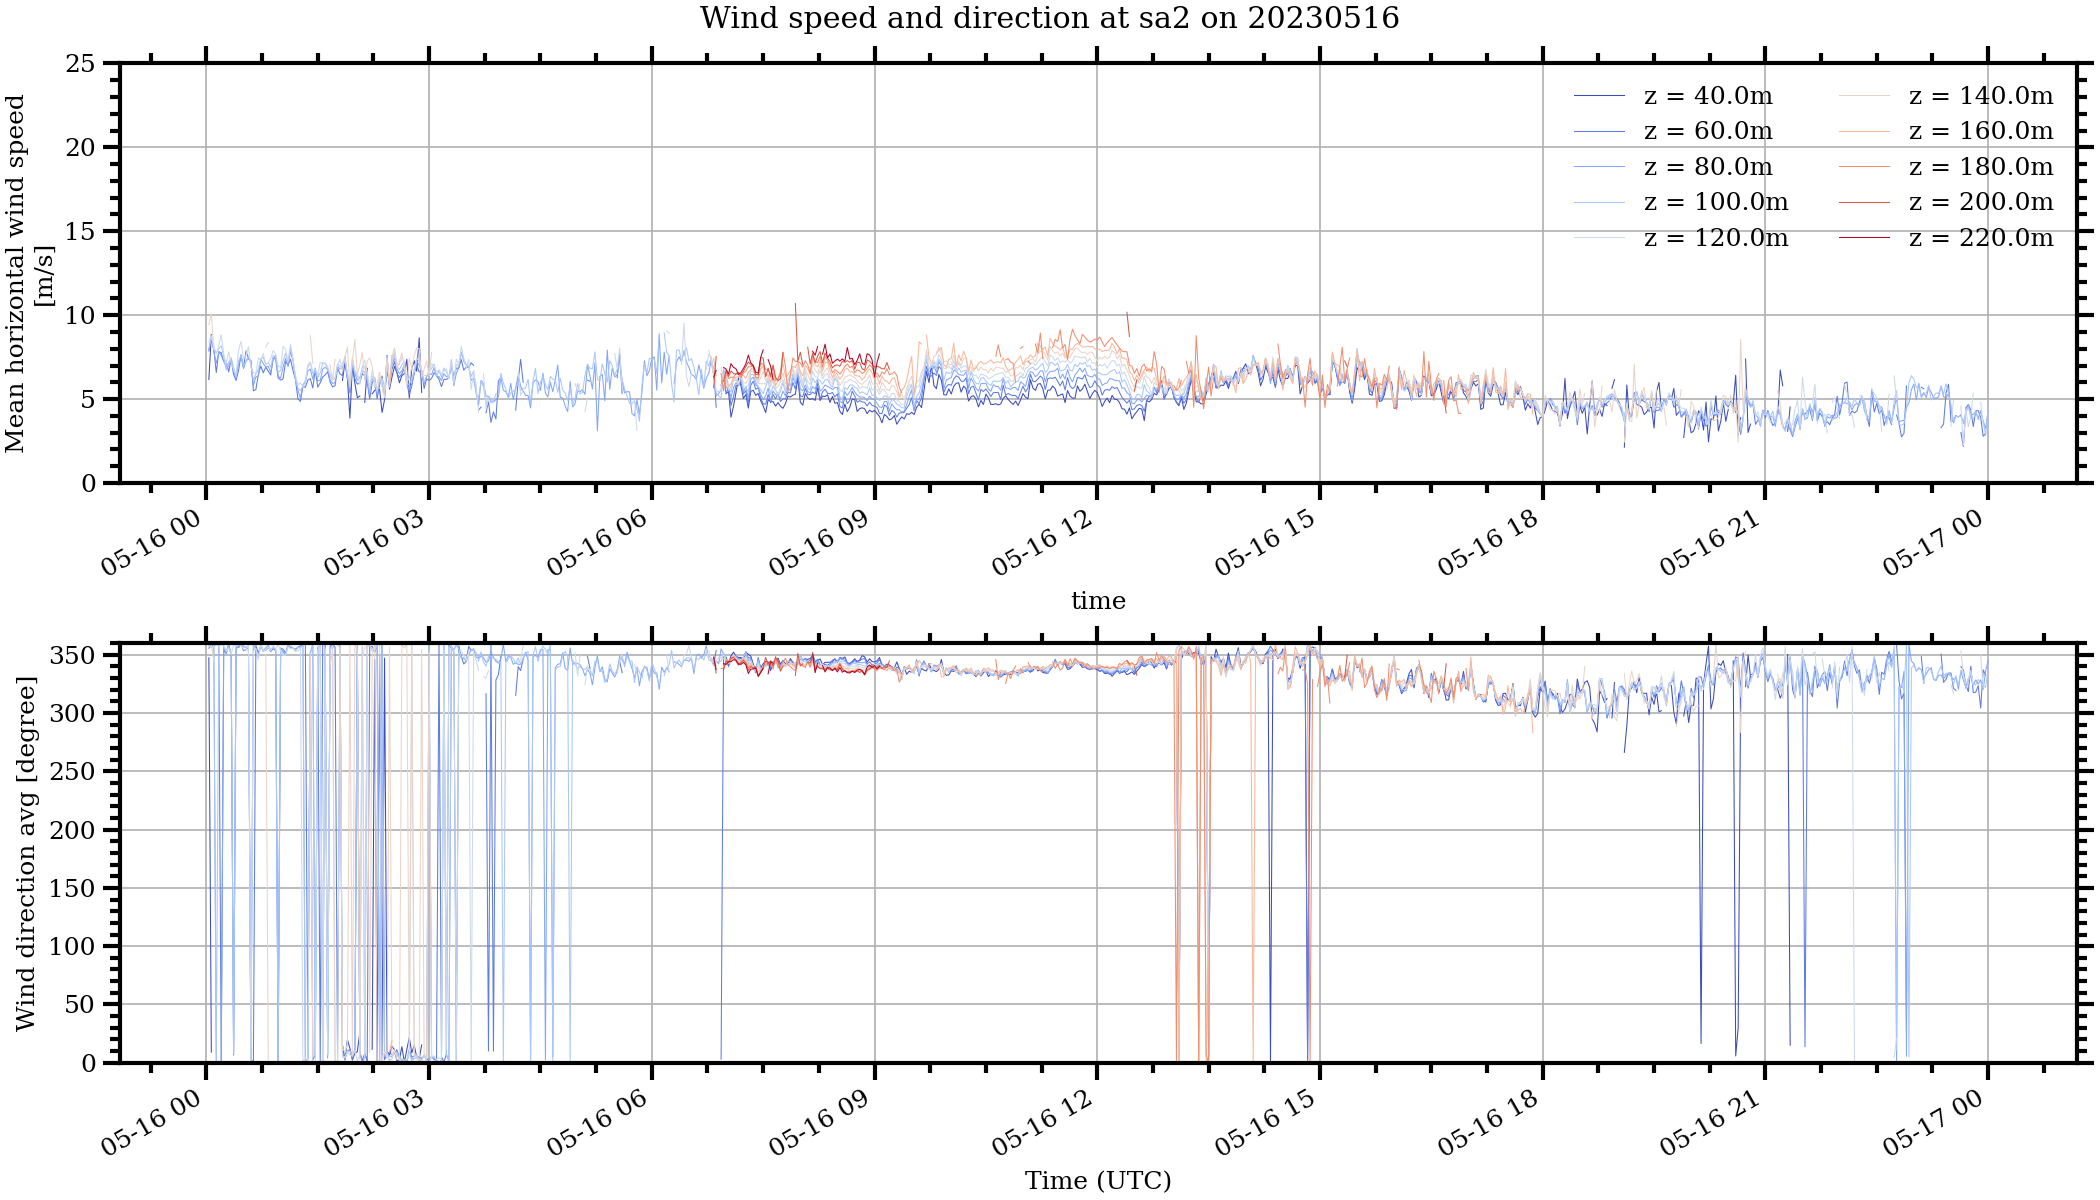 Wind speed and direction at sa2 on 20230516
Mean horizontal wind speed
[m/s]
25
20
15
10
5
0
z = 40.0m
z = 60.0m
z = 80.0m
z = 100.0m
z = 120.0m
z = 140.0m
z = 160.0m
z = 180.0m
z = 200.0m
z = 220.0m
05-16 00
05-16 03
05-16 06
05-16 09
05-16 12
05-16 15
05-16 18
05-16 21
05-17 00
time
Wind direction avg [degree]
350
300
250
200
150
100
50
0
05-16 00
05-16 03
05-16 06
05-16 09
05-16 12
05-16 15
05-16 18
05-16 21
05-17 00
Time (UTC)